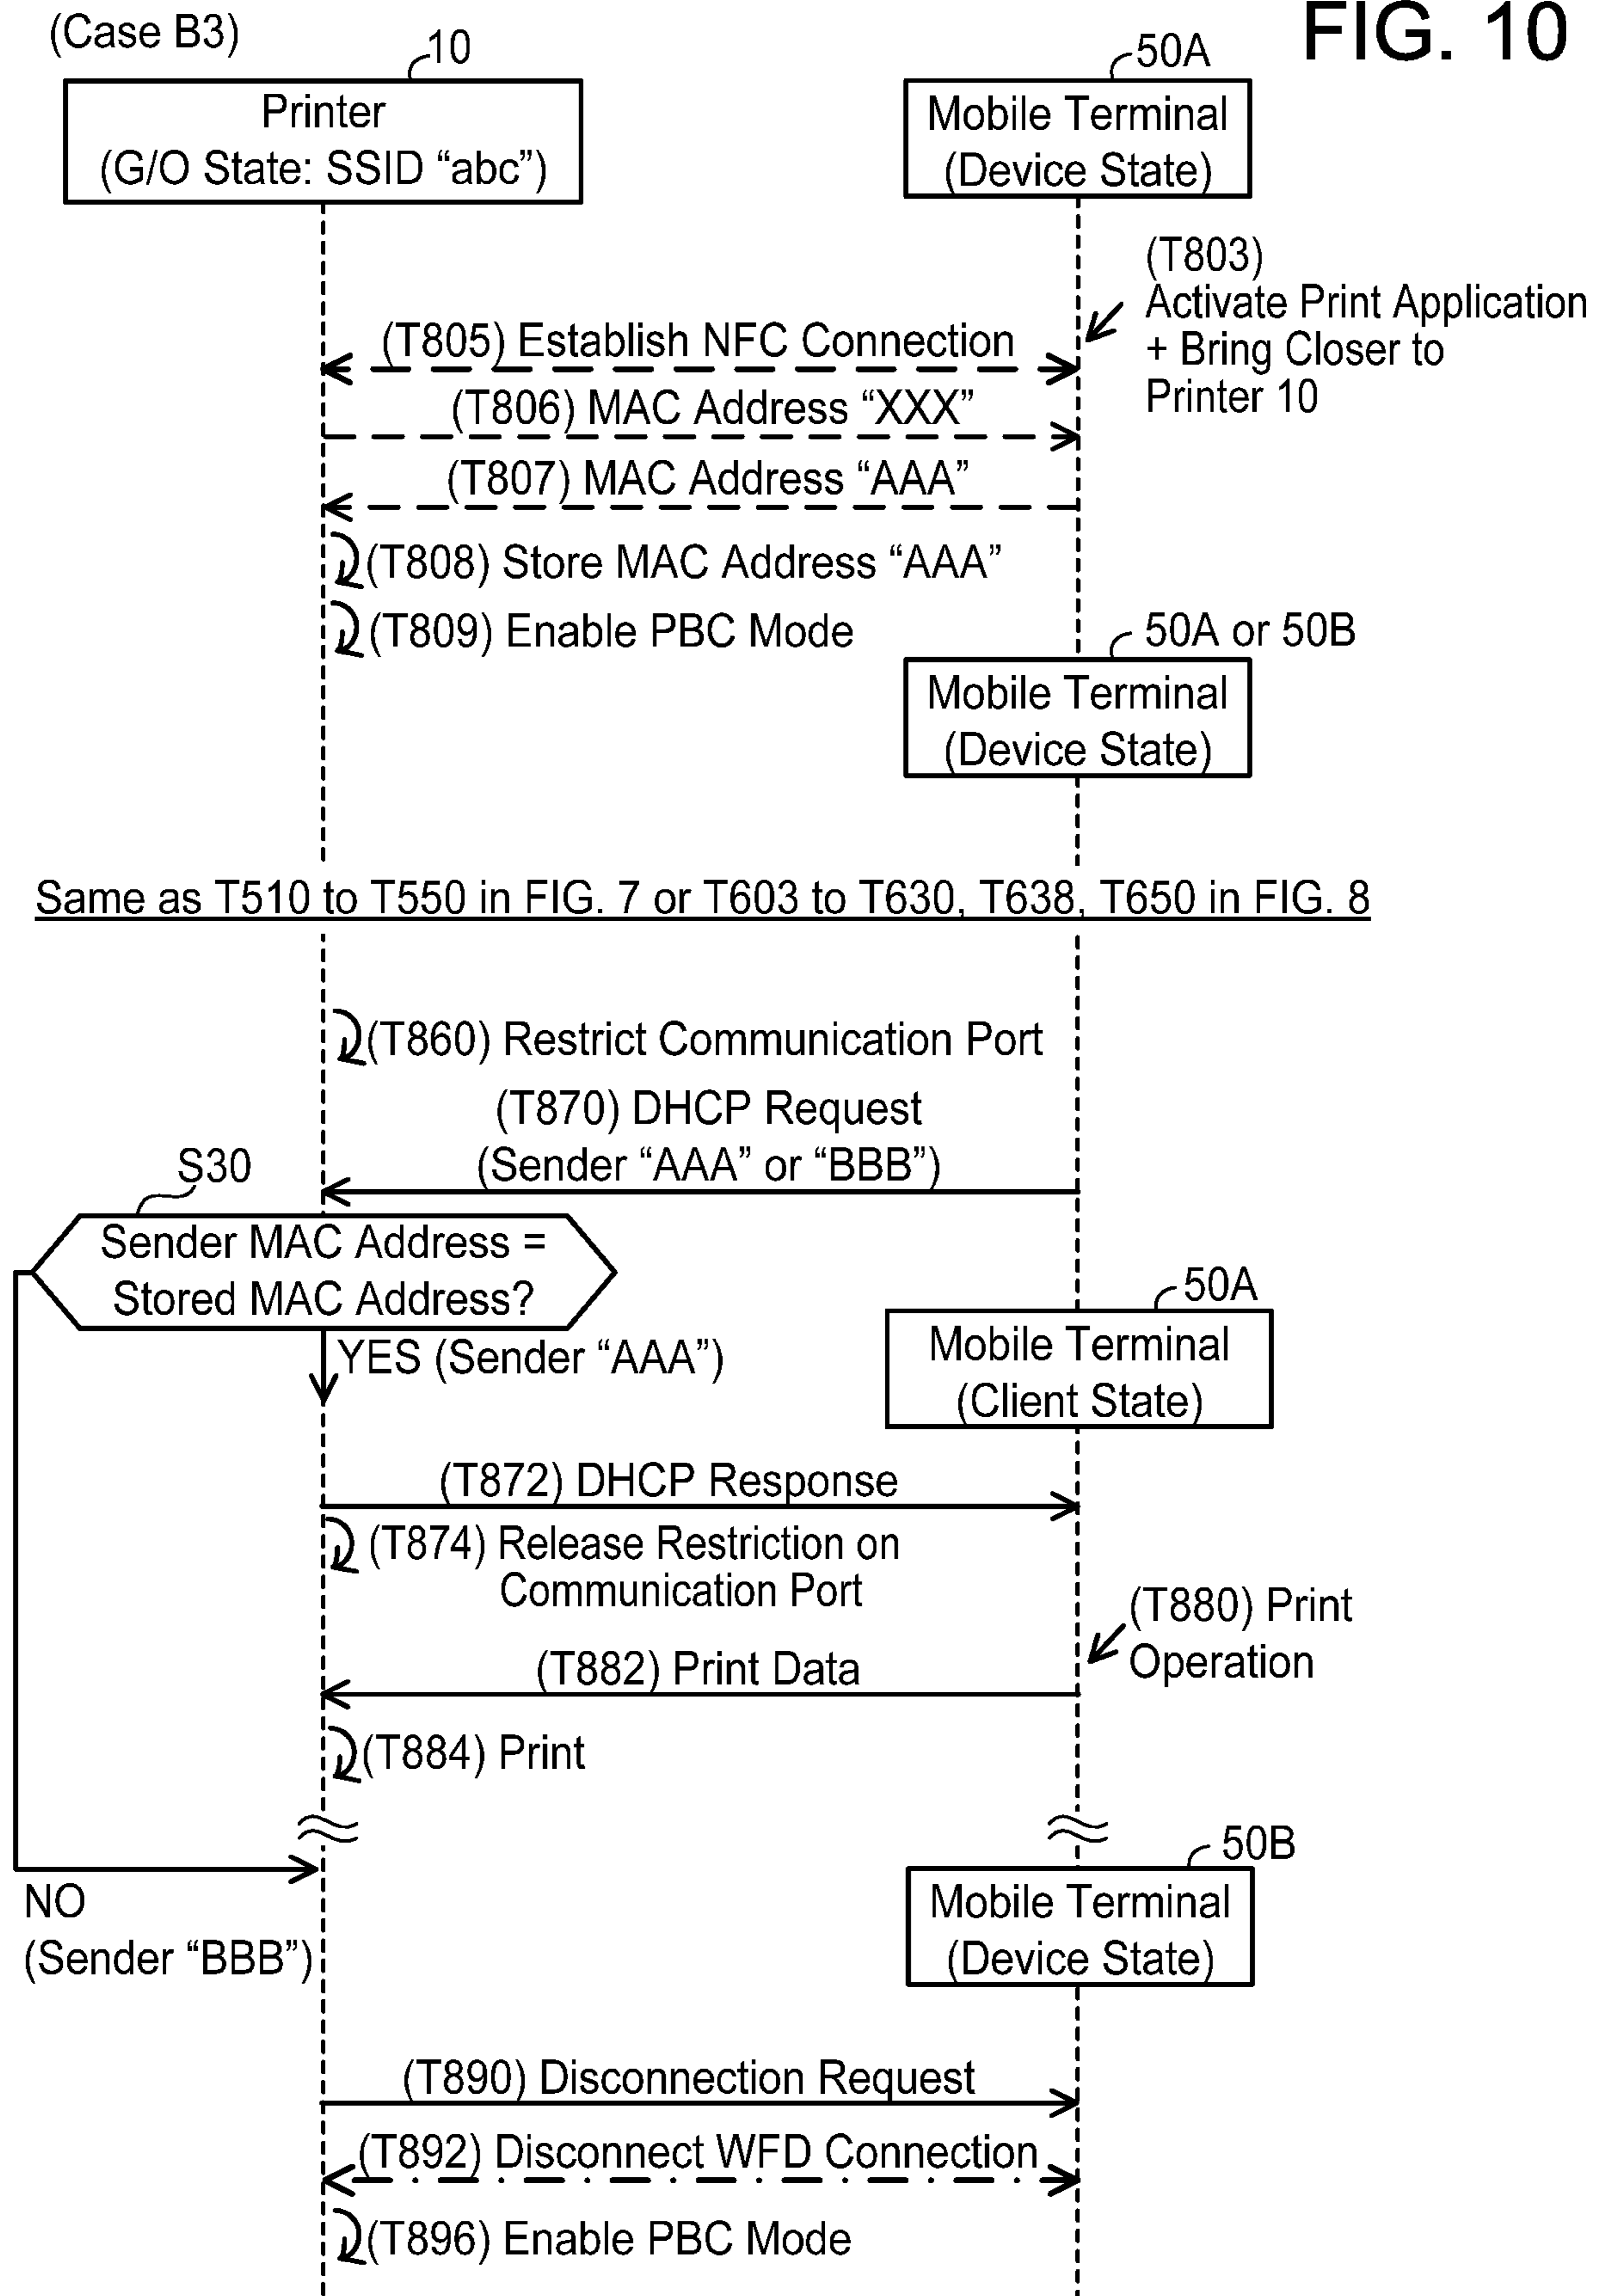 (Case B3)
FIG. 10
10
50A
Printer
(G/O State: SSID “abc”)
Mobile Terminal
(Device State)
(T803)
Activate Print Application
+ Bring Closer to
Printer 10
(T805) Establish NFC Connection
(T806) MAC Address “XXX”
(T807) MAC Address “AAA”
(T808) Store MAC Address “AAA”
(T809) Enable PBC Mode
50A or 50B
Mobile Terminal
(Device State)
Same as T510 to T550 in FIG. 7 or T603 to T630, T638, T650 in FIG. 8
(T860) Restrict Communication Port
(T870) DHCP Request
(Sender “AAA” or “BBB”)
S30
Sender MAC Address =
Stored MAC Address?
YES (Sender “AAA”)
50A
Mobile Terminal
(Client State)
(T872) DHCP Response
(T874) Release Restriction on
Communication Port
(T880) Print
Operation
(T882) Print Data
(T884) Print
50B
Mobile Terminal
(Device State)
NO
(Sender “BBB”)
(T890) Disconnection Request
(T892) Disconnect WFD Connection
(T896) Enable PBC Mode